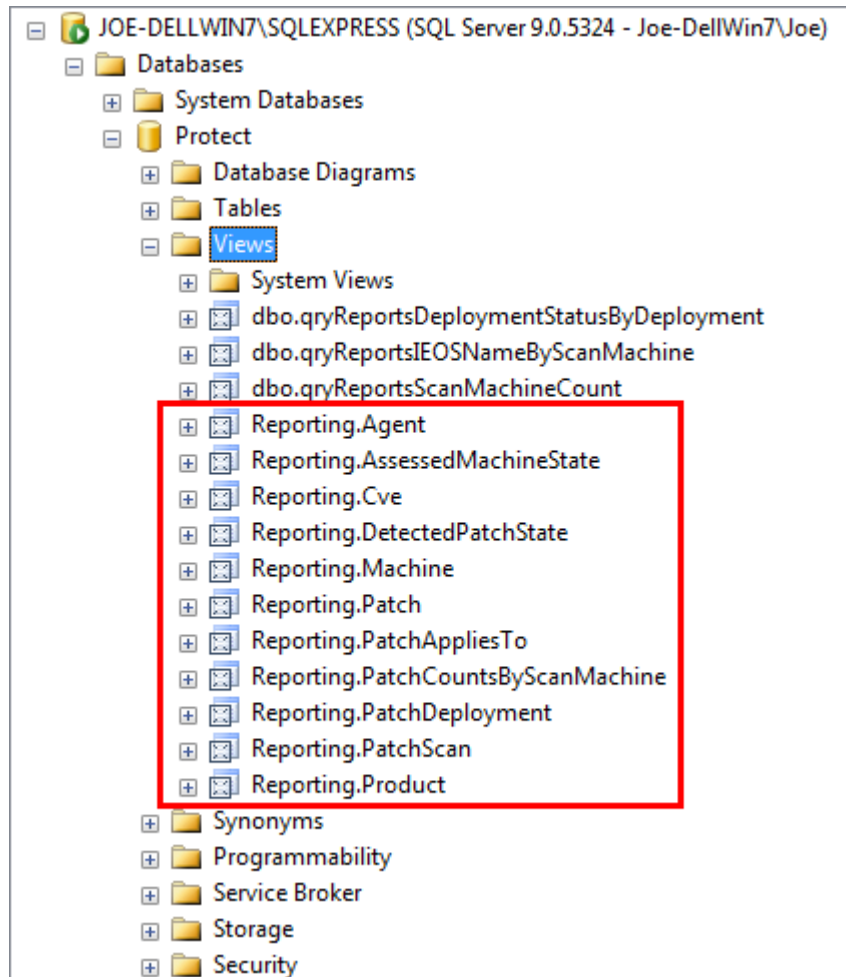 JOE-DELLWIN7\SQLEXPRESS (SQL Server 9.0.5324 - Joe-DellWin7\Joe)
Databases
System Databases
Protect
Database Diagrams
Tables
Views
System Views
dbo.qryReportsDeploymentStatusByDeployment
dbo.qryReportsIEOSNameByScanMachine
dbo.qryReportsScanMachineCount
Reporting.Agent
Reporting.AssessedMachineState
Reporting.Cve
Reporting.DetectedPatchState
Reporting.Machine
Reporting.Patch
Reporting.PatchAppliesTo
Reporting.PatchCountsByScanMachine
Reporting.PatchDeployment
Reporting.PatchScan
Reporting.Product
Synonyms
Programmability
Service Broker
Storage
Security